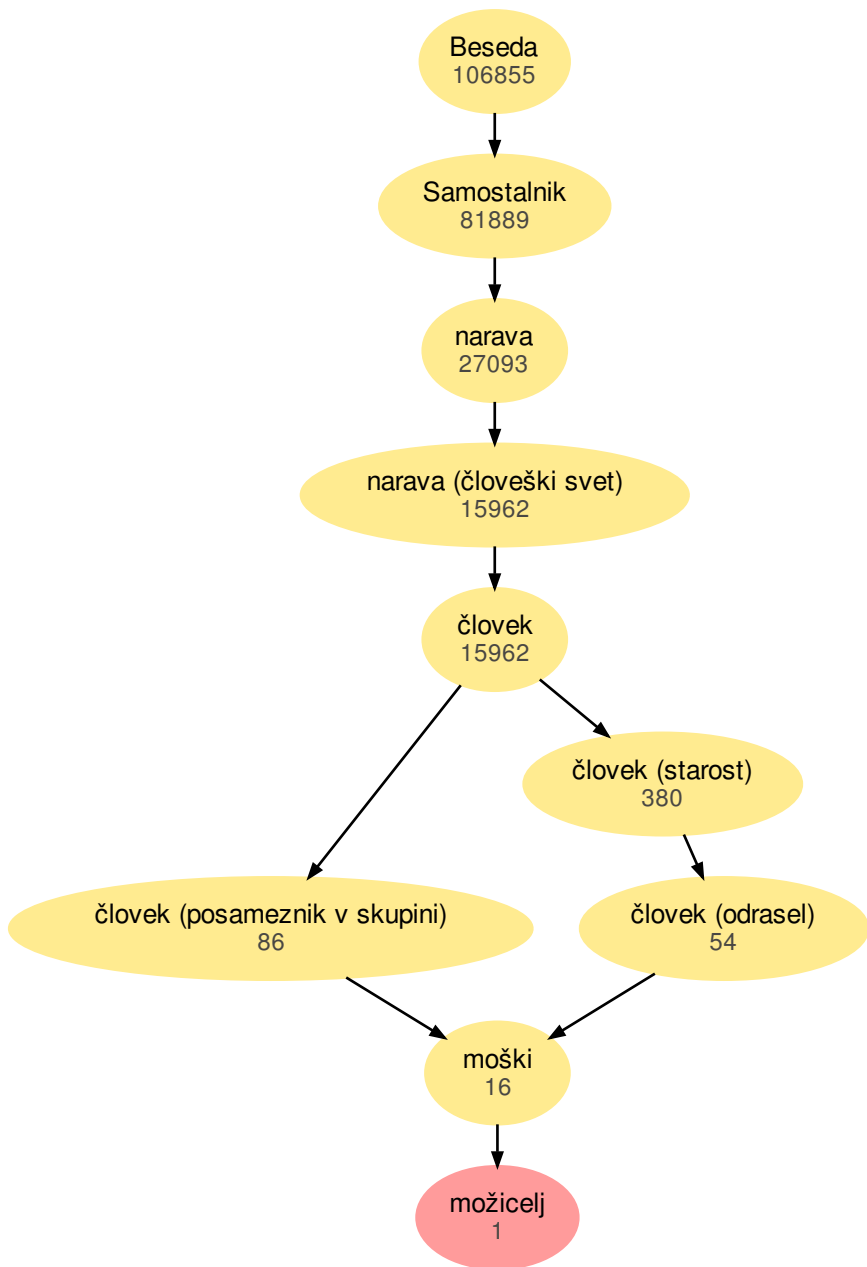 Beseda
106855
Samostalnik
81889
narava
27093
narava (človeški svet)
15962
človek
15962
človek (starost)
380
človek (posameznik v skupini)
86
človek (odrasel)
54
moški
16
možicelj
1